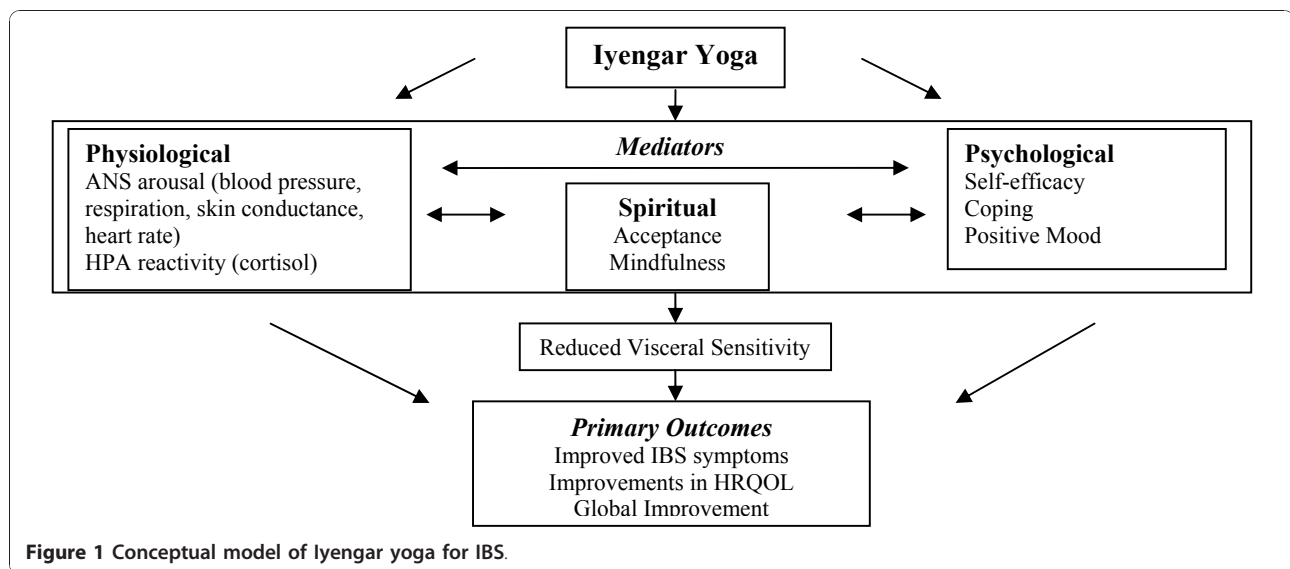 Iyengar Yoga
Mediators
Physiological
ANS arousal (blood pressure,
respiration, skin conductance,
heart rate)
HPA reactivity (cortisol)
Spiritual
Acceptance
Mindfulness
Psychological
Self-efficacy
Coping
Positive Mood
Reduced Visceral Sensitivity
Primary Outcomes
Improved IBS symptoms
Improvements in HRQOL
Global Improvement
Figure 1 Conceptual model of Iyengar yoga for IBS.